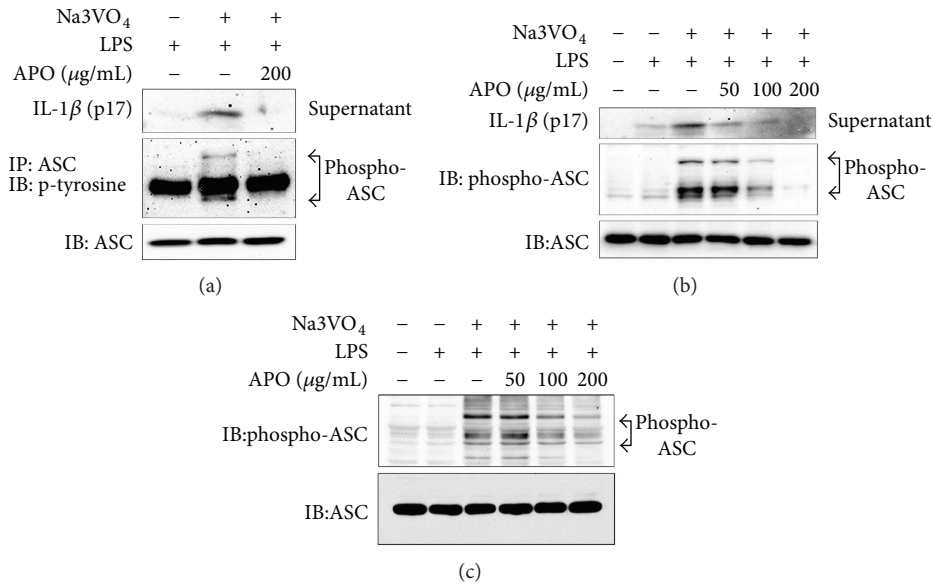 Na3VO4 − + +
LPS + + +
APO (μg/mL) − − 200
IL-1β (p17) Supernatant
IP: ASC
IB: p-tyrosine
Phospho-
ASC
IB: ASC
(a)
Na3VO4 − − + + + +
LPS − + + + + +
APO (μg/mL) − − − 50 100 200
IL-1β (p17) Supernatant
IB: phospho-ASC
Phospho-
ASC
IB:ASC
(b)
Na3VO4 − − + + + +
LPS − + + + + +
APO (μg/mL) − − − 50 100 200
IB:phospho-ASC
Phospho-
ASC
IB:ASC
(c)